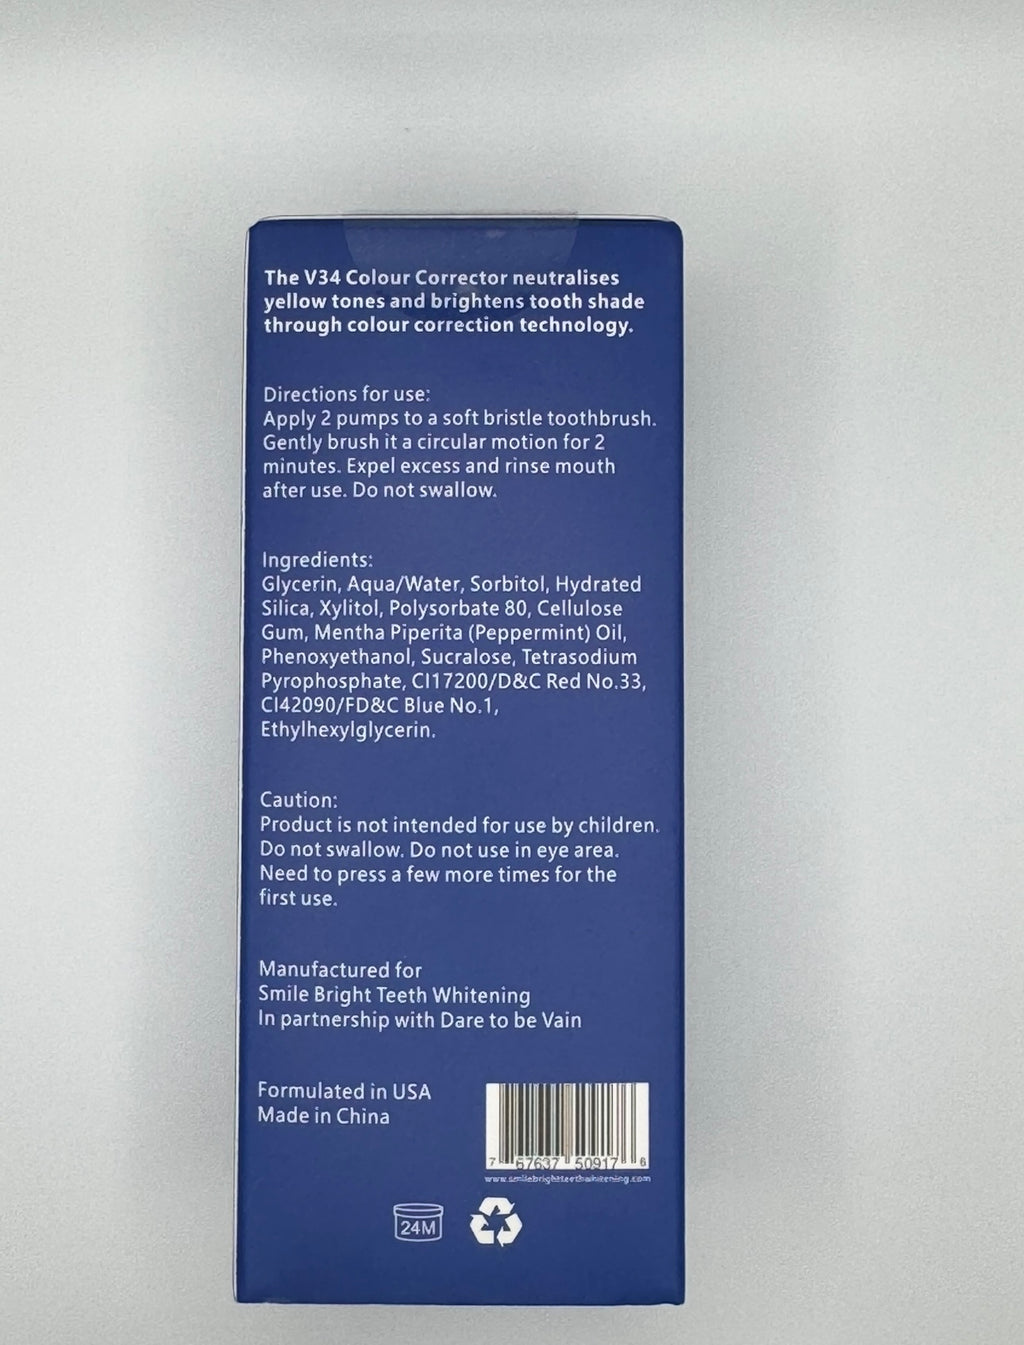 The V34 Colour Corrector neutralises
yellow tones and brightens tooth shade
through colour correction technology.
Directions for use:
Apply 2 pumps to a soft bristle toothbrush.
Gently brush it a circular motion for 2
minutes. Expel excess and rinse mouth
after use. Do not swallow.
Ingredients:
Glycerin, Aqua/Water, Sorbitol, Hydrated
Silica, Xylitol, Polysorbate 80, Cellulose
Gum, Mentha Piperita (Peppermint) Oil,
Phenoxyethanol, Sucralose, Tetrasodium
Pyrophosphate, CI17200/D&C Red No.33,
CI42090/FD&C Blue No.1,
Ethylhexylglycerin.
Caution:
Product is not intended for use by children.
Do not swallow. Do not use in eye area.
Need to press a few more times for the
first use.
Manufactured for
Smile Bright Teeth Whitening
In partnership with Dare to be Vain
Formulated in USA
Made in China
7 67637 50917 6
www.smilebrightteethwhitening.com
24M